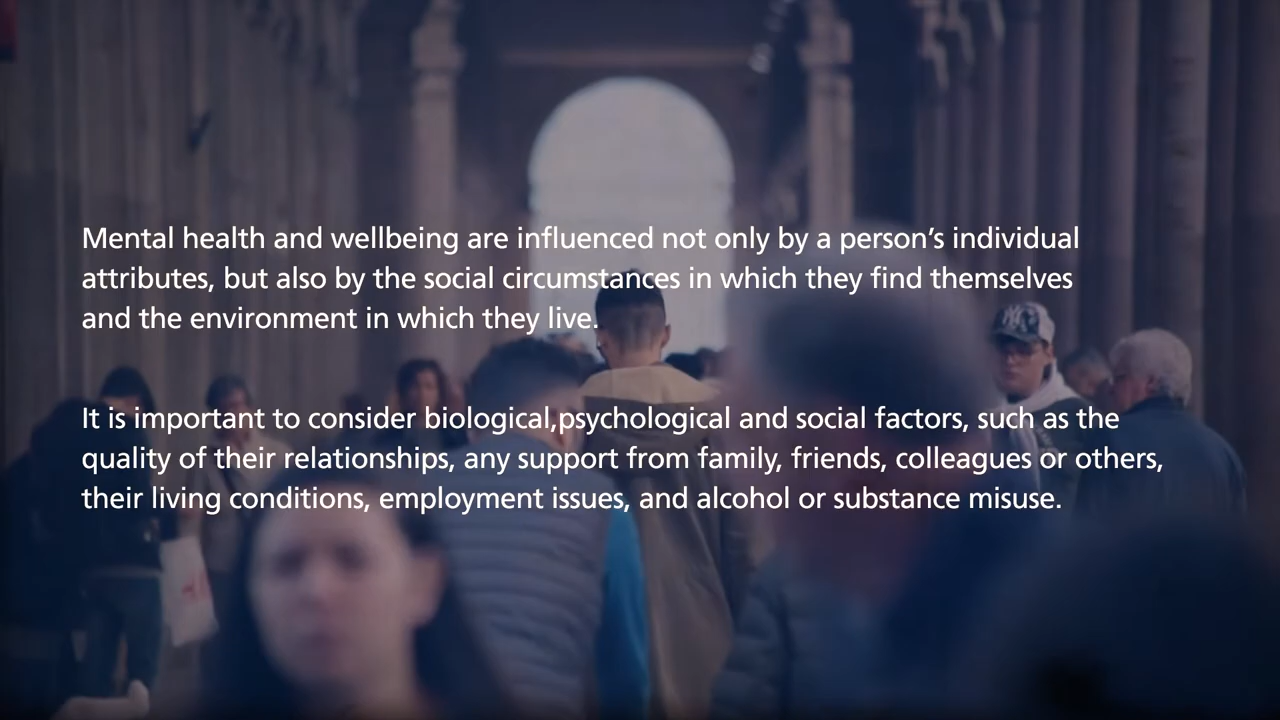 Mental health and wellbeing are influenced not only by a person’s individual
attributes, but also by the social circumstances in which they find themselves
and the environment in which they live.
It is important to consider biological,psychological and social factors, such as the
quality of their relationships, any support from family, friends, colleagues or others,
their living conditions, employment issues, and alcohol or substance misuse.